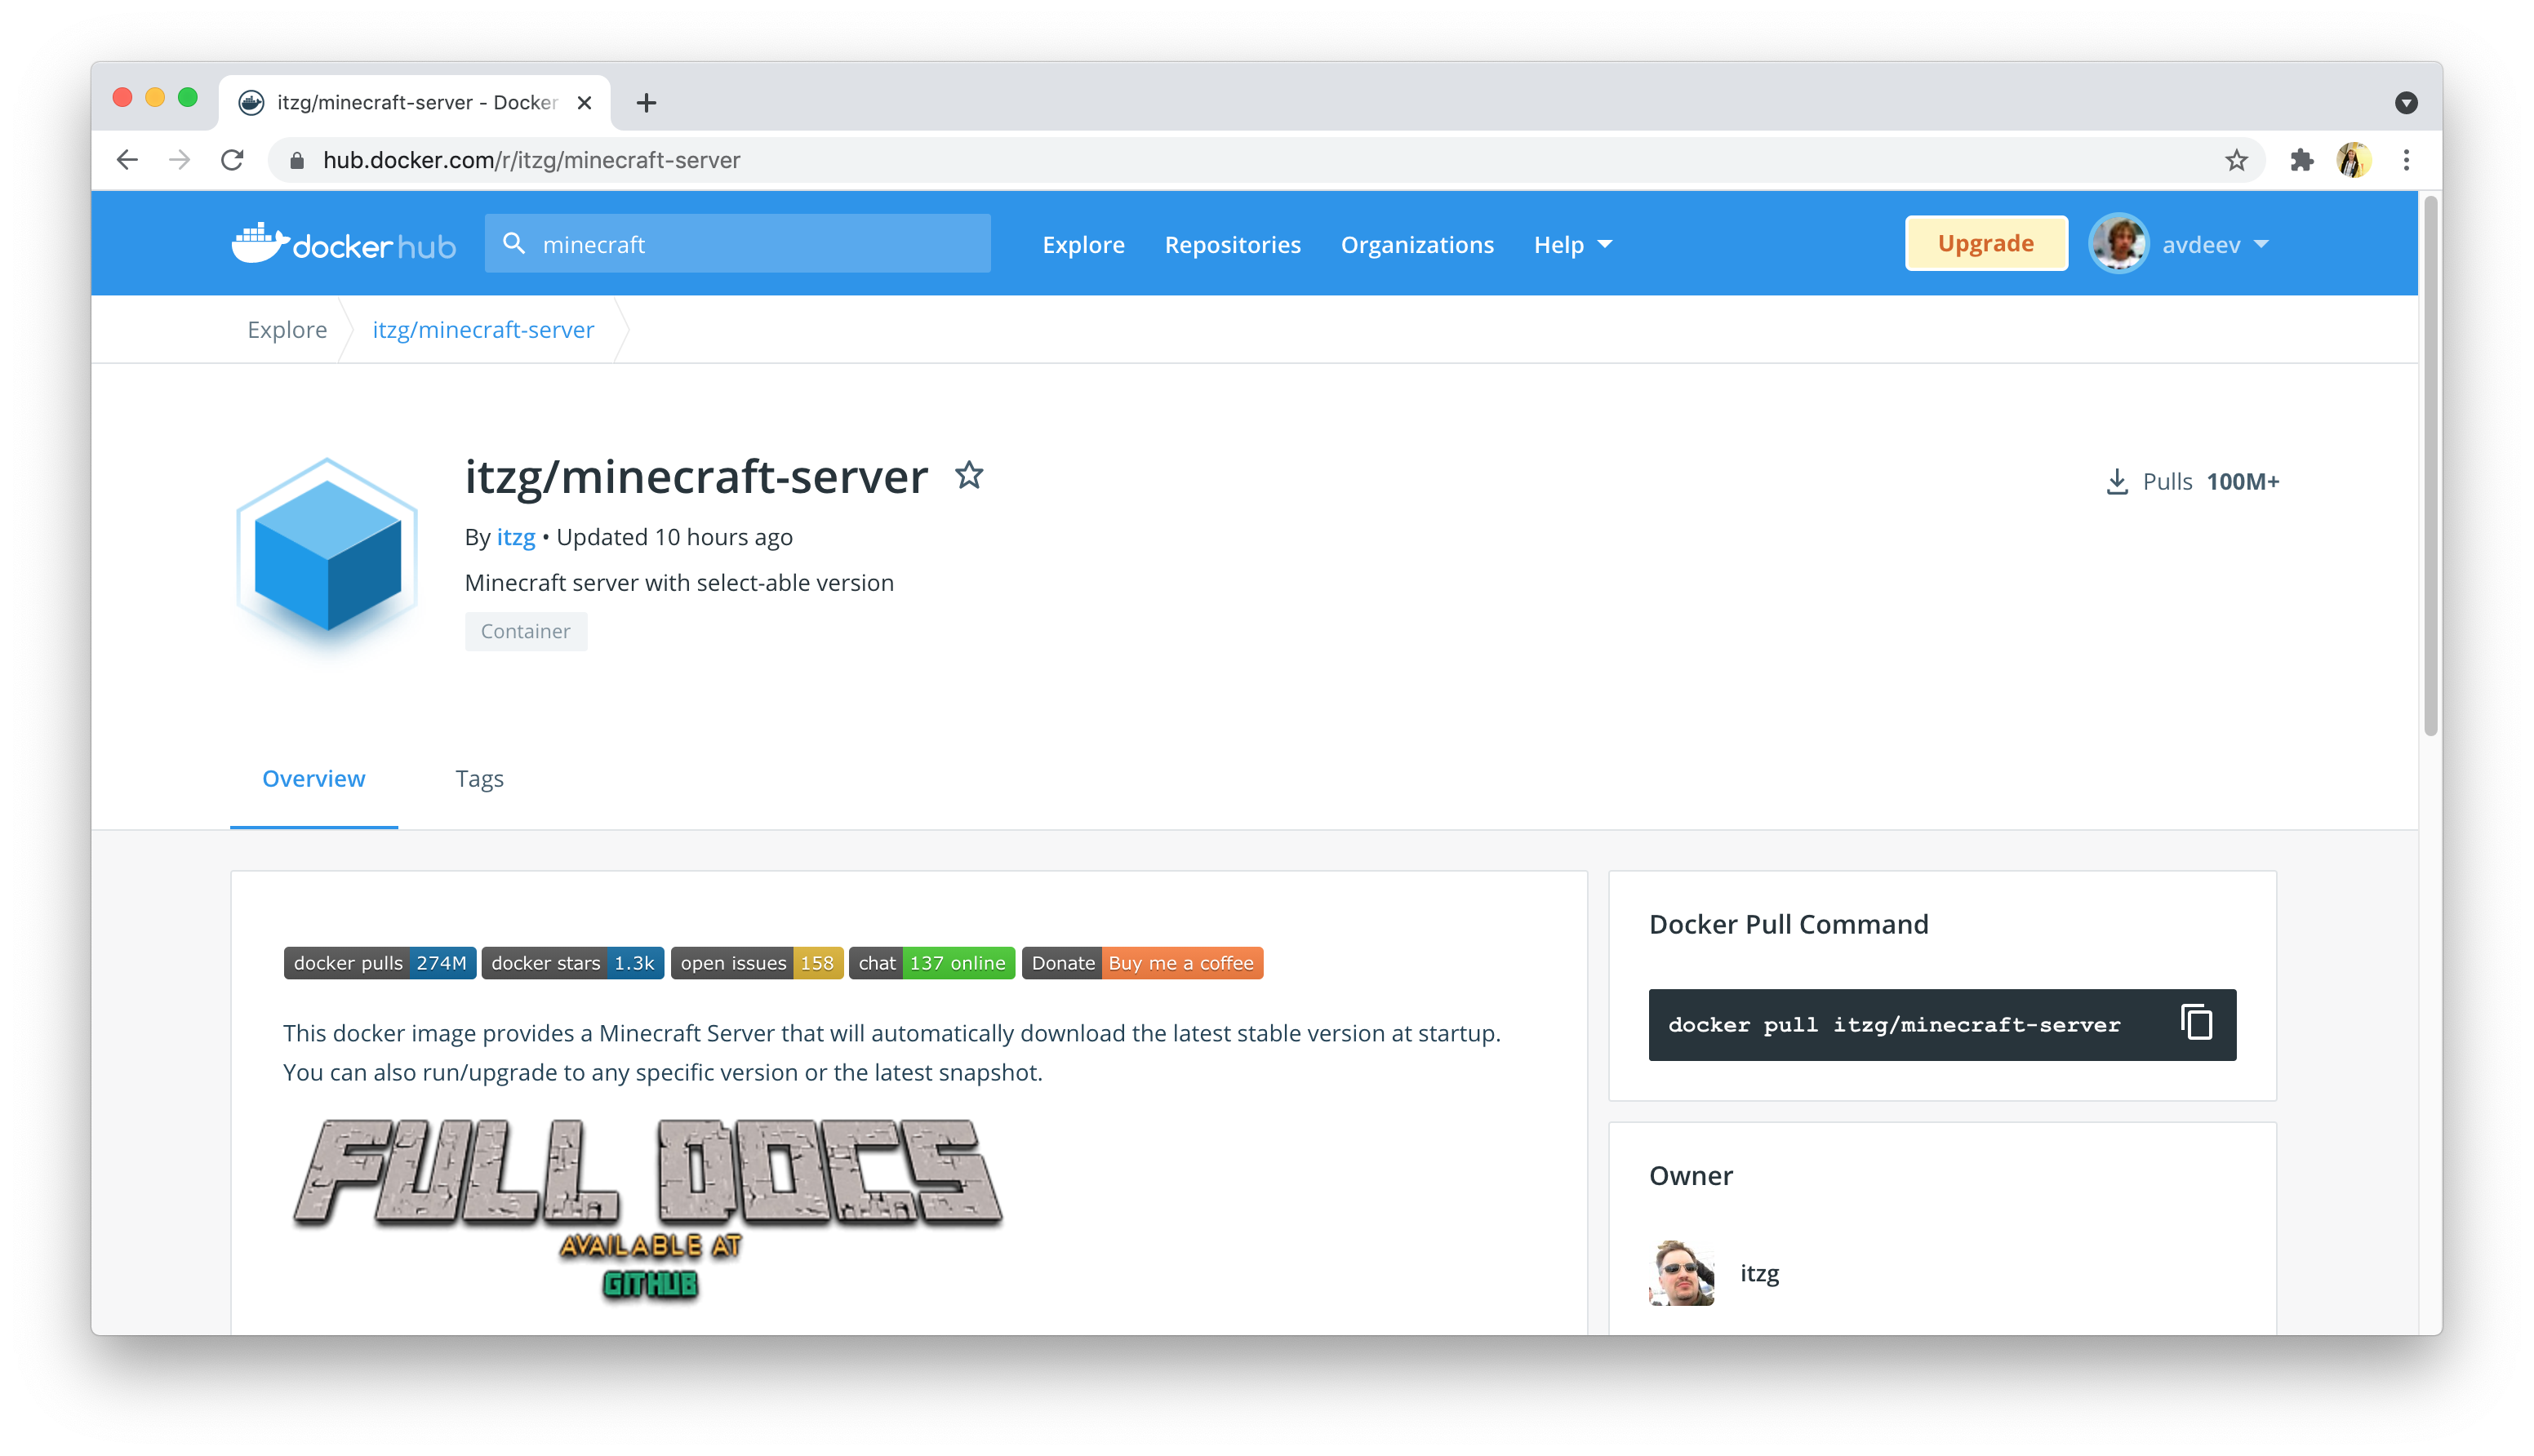 itzg/minecraft-server - Docker
hub.docker.com/r/itzg/minecraft-server
docker hub
minecraft
Explore
Repositories
Organizations
Help
Upgrade
avdeev
Explore
itzg/minecraft-server
itzg/minecraft-server
Pulls 100M+
By itzg • Updated 10 hours ago
Minecraft server with select-able version
Container
Overview
Tags
docker pulls 274M docker stars 1.3k open issues 158 chat 137 online Donate Buy me a coffee
This docker image provides a Minecraft Server that will automatically download the latest stable version at startup.
You can also run/upgrade to any specific version or the latest snapshot.
FULL DOCS
AVAILABLE AT
GITHUB
Docker Pull Command
docker pull itzg/minecraft-server
Owner
itzg